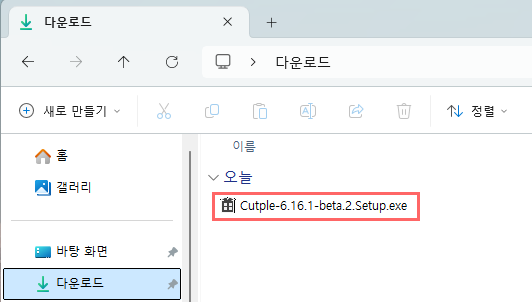 다운로드
다운로드
새로 만들기
정렬
이름
홈
갤러리
오늘
Cutple-6.16.1-beta.2.Setup.exe
바탕 화면
다운로드